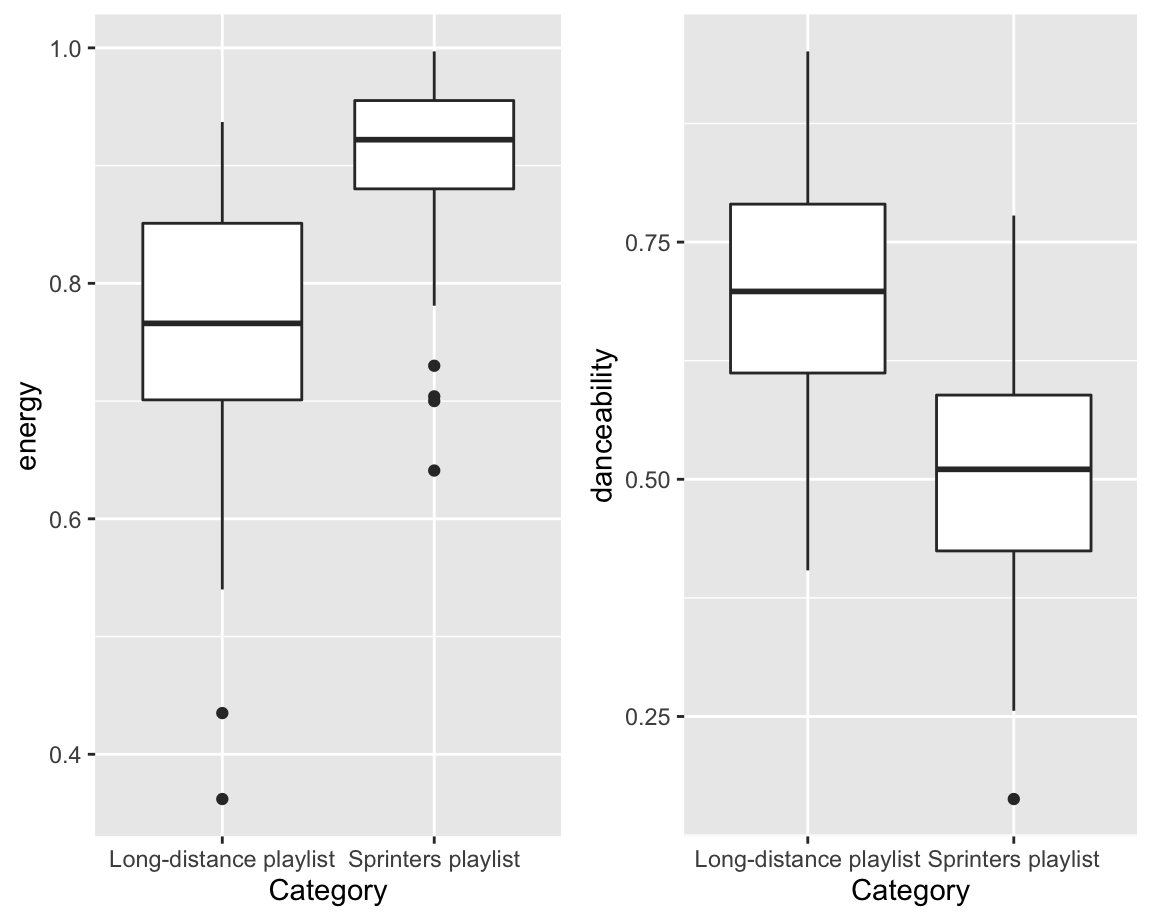 energy
1.0
0.8
0.6
0.4
Long-distance playlist Sprinters playlist
Category
danceability
0.75
0.50
0.25
Long-distance playlist Sprinters playlist
Category